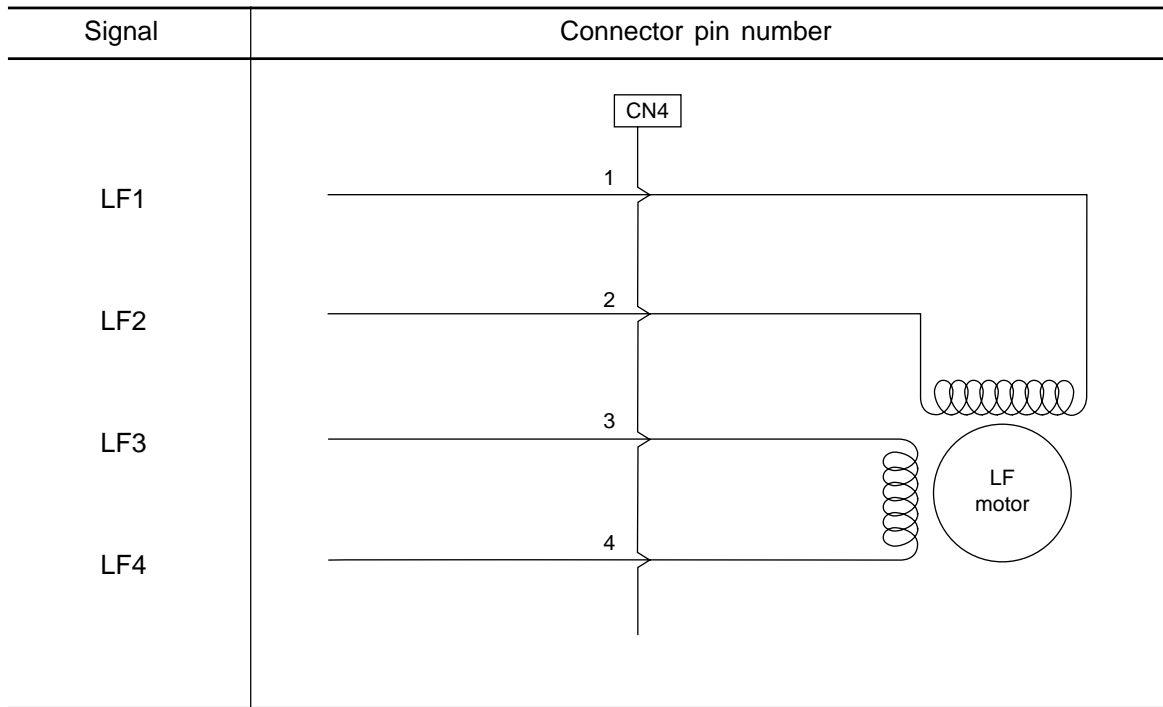 Signal Connector pin number
CN4
LF1 1
LF2 2
LF3 3
LF
motor
LF4 4